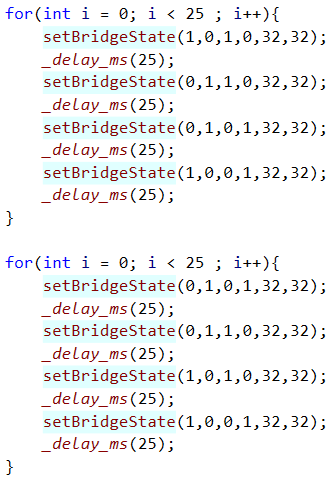 for(int i = 0; i < 25 ; i++){
    setBridgeState(1,0,1,0,32,32);
    _delay_ms(25);
    setBridgeState(0,1,1,0,32,32);
    _delay_ms(25);
    setBridgeState(0,1,0,1,32,32);
    _delay_ms(25);
    setBridgeState(1,0,0,1,32,32);
    _delay_ms(25);
}

for(int i = 0; i < 25 ; i++){
    setBridgeState(0,1,0,1,32,32);
    _delay_ms(25);
    setBridgeState(0,1,1,0,32,32);
    _delay_ms(25);
    setBridgeState(1,0,1,0,32,32);
    _delay_ms(25);
    setBridgeState(1,0,0,1,32,32);
    _delay_ms(25);
}